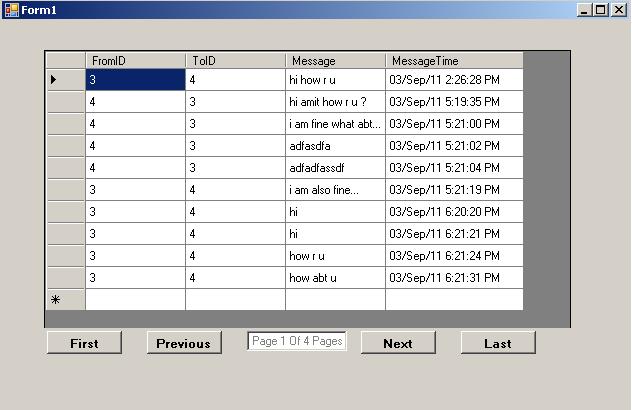 Form1
FromID ToID Message MessageTime
3 4 hi how r u 03/Sep/11 2:26:28 PM
4 3 hi amit how r u ? 03/Sep/11 5:19:35 PM
4 3 i am fine what abt... 03/Sep/11 5:21:00 PM
4 3 adfasdfa 03/Sep/11 5:21:02 PM
4 3 adfadfassdf 03/Sep/11 5:21:04 PM
3 4 i am also fine... 03/Sep/11 5:21:19 PM
3 4 hi 03/Sep/11 6:20:20 PM
3 4 hi 03/Sep/11 6:21:21 PM
3 4 how r u 03/Sep/11 6:21:24 PM
3 4 how abt u 03/Sep/11 6:21:31 PM
First Previous Page 1 Of 4 Pages Next Last